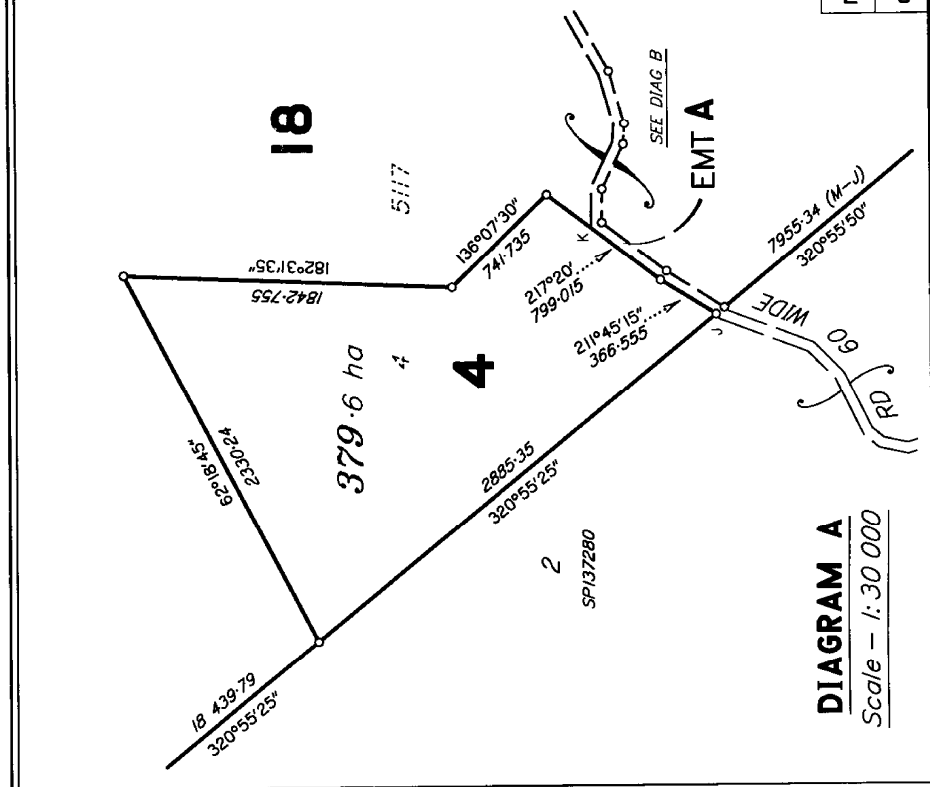 18
5117
SEE DIAG B
EMT A
136°07'30"
741·735
182°31'35"
1842·755
K
217°20'
799·015
211°45'15"
366·555
62°18'45"
2330·24
379·6 ha
4
4
7955·34 (M-J)
320°55'50"
J
60 WIDE
RD
2885·35
320°55'25"
2
SP137280
18 439·79
320°55'25"
DIAGRAM A
Scale – 1:30 000